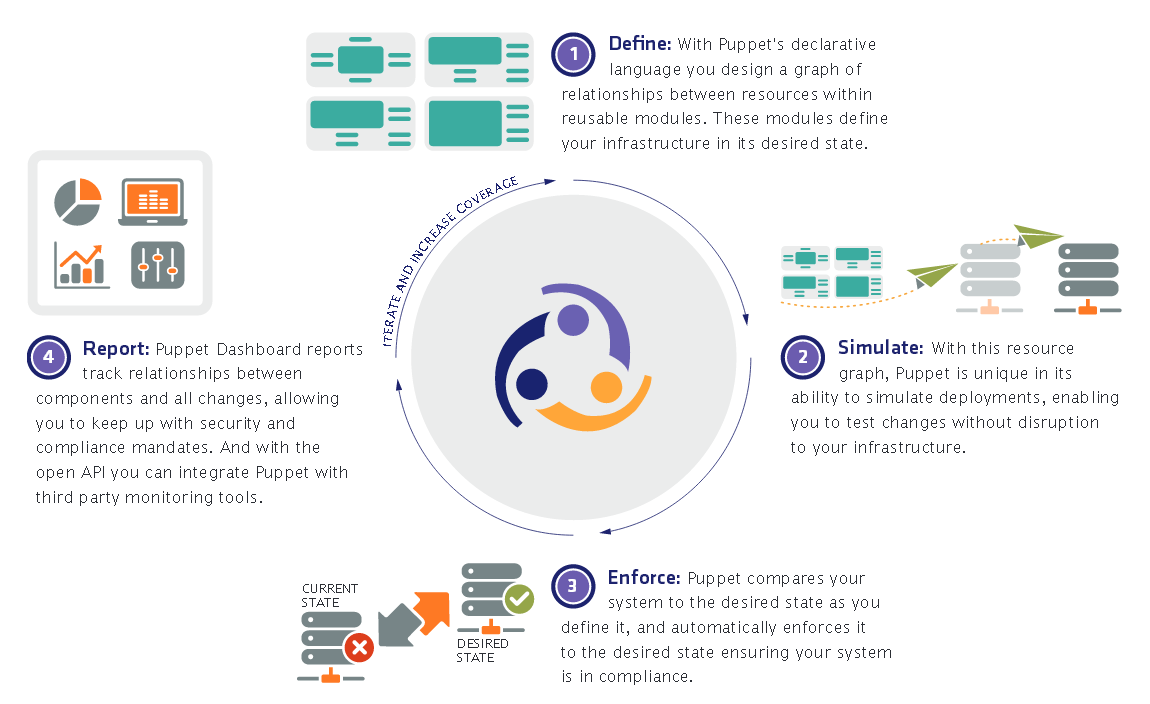 1
Define: With Puppet's declarative
language you design a graph of
relationships between resources within
reusable modules. These modules define
your infrastructure in its desired state.
ITERATE AND INCREASE COVERAGE
2
Simulate: With this resource
graph, Puppet is unique in its
ability to simulate deployments, enabling
you to test changes without disruption
to your infrastructure.
3
Enforce: Puppet compares your
system to the desired state as you
define it, and automatically enforces it
to the desired state ensuring your system
is in compliance.
CURRENT
STATE
DESIRED
STATE
4
Report: Puppet Dashboard reports
track relationships between
components and all changes, allowing
you to keep up with security and
compliance mandates. And with the
open API you can integrate Puppet with
third party monitoring tools.